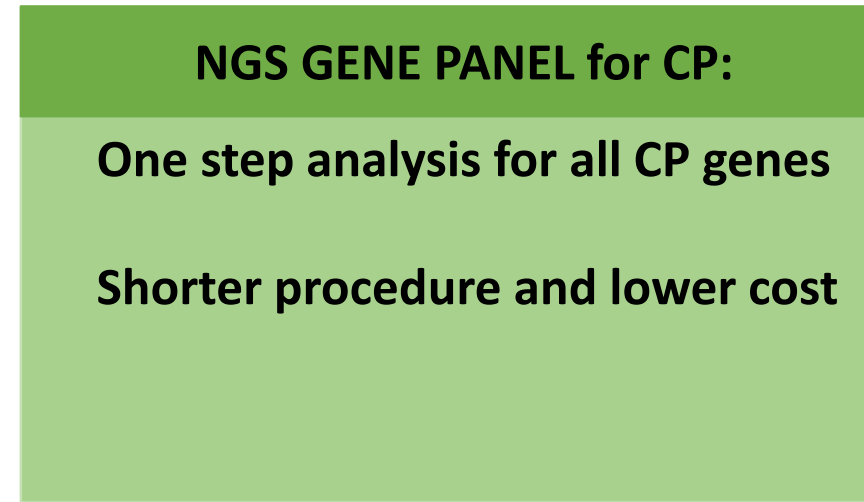 NGS GENE PANEL for CP:
One step analysis for all CP genes
Shorter procedure and lower cost